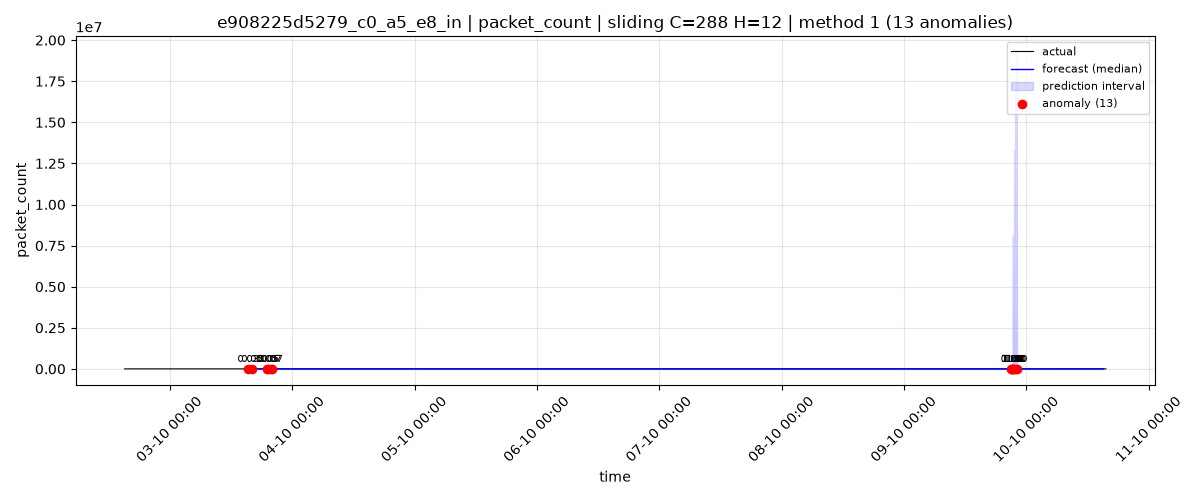 e908225d5279_c0_a5_e8_in | packet_count | sliding C=288 H=12 | method 1 (13 anomalies)
1e7
2.00
1.75
1.50
1.25
1.00
0.75
0.50
0.25
0.00
packet_count
actual
forecast (median)
prediction interval
anomaly (13)
03-10 00:00
04-10 00:00
05-10 00:00
06-10 00:00
07-10 00:00
08-10 00:00
09-10 00:00
10-10 00:00
11-10 00:00
time